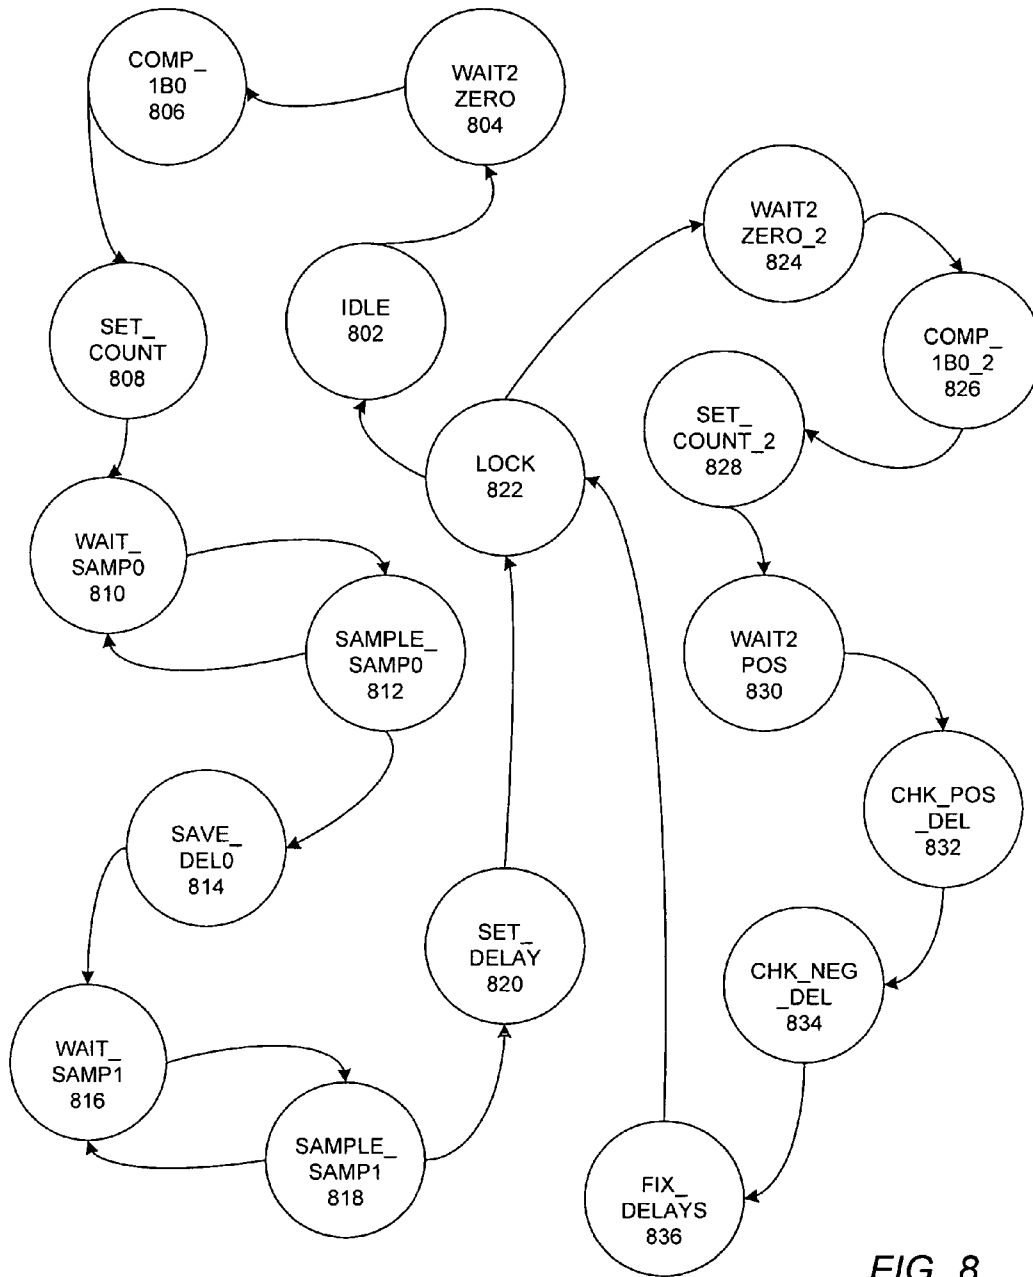 COMP_
1B0
806
WAIT2
ZERO
804
WAIT2
ZERO_2
824
IDLE
802
SET_
COUNT
808
COMP_
1B0_2
826
SET_
COUNT_2
828
LOCK
822
WAIT_
SAMP0
810
SAMPLE_
SAMP0
812
WAIT2
POS
830
CHK_POS
_DEL
832
SAVE_
DEL0
814
SET_
DELAY
820
CHK_NEG
_DEL
834
WAIT_
SAMP1
816
SAMPLE_
SAMP1
818
FIX_
DELAYS
836
FIG. 8